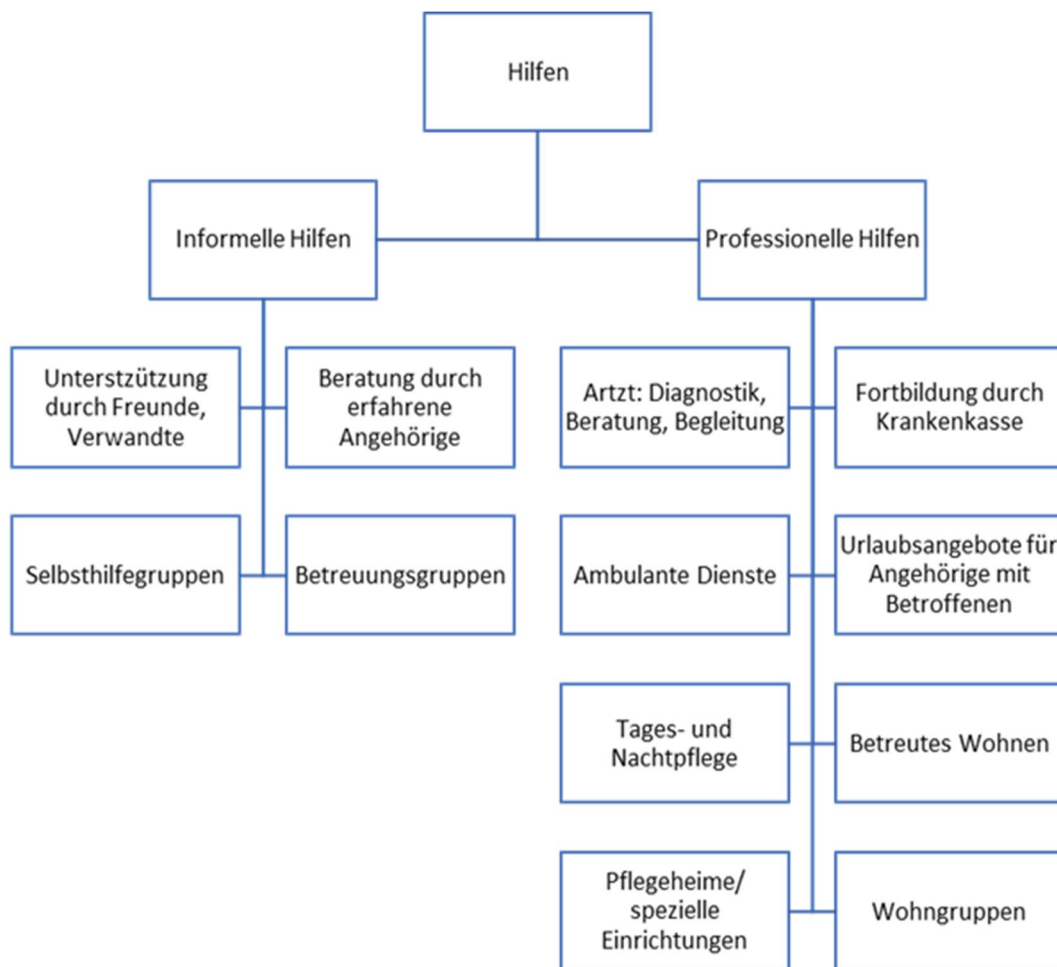 Hilfen
Informelle Hilfen
Professionelle Hilfen
Unterszützung
durch Freunde,
Verwandte
Beratung durch
erfahrene
Angehörige
Artzt: Diagnostik,
Beratung, Begleitung
Fortbildung durch
Krankenkasse
Selbsthilfegruppen
Betreuungsgruppen
Ambulante Dienste
Urlaubsangebote für
Angehörige mit
Betroffenen
Tages- und
Nachtpflege
Betreutes Wohnen
Pflegeheime/
spezielle
Einrichtungen
Wohngruppen